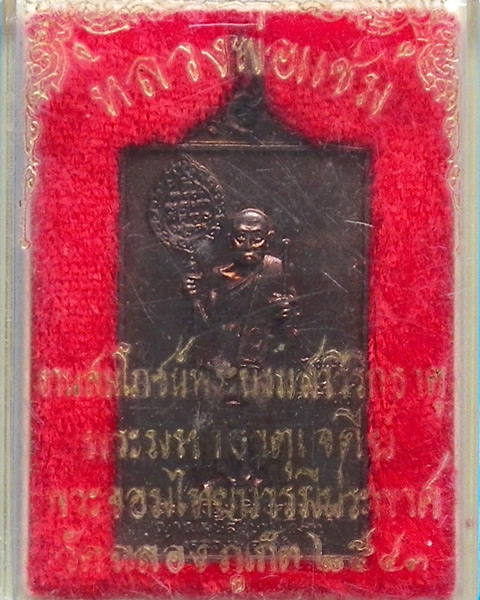 หลวงพ่อแช่ม
งานสมโภชน์พระบรมสารีริกธาตุ
พระมหาธาตุเจดีย์
พระจอมไทยบารมีประกาศ
วัดฉลอง ภูเก็ต ๒๕๔๓